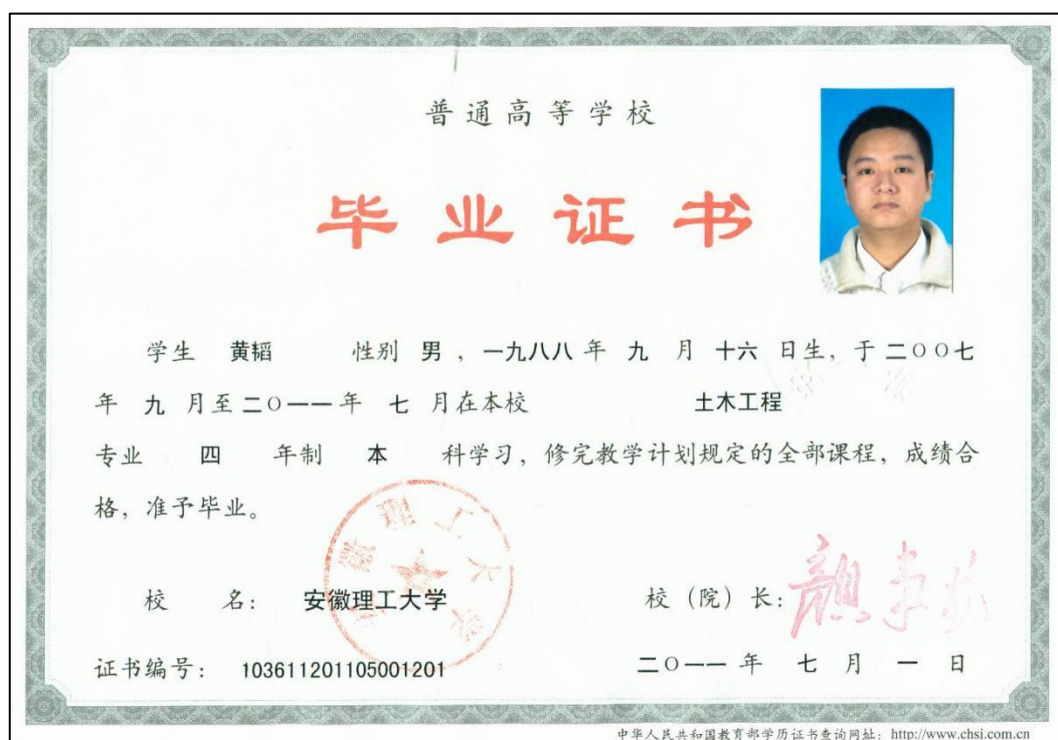 普通高等学校
毕业证书
学生 黄韬 性别 男 , 一九八八 年 九 月 十六 日生, 于 二〇〇七
年 九 月至 二〇一一 年 七 月在本校 土木工程
专业 四 年制 本 科学习, 修完教学计划规定的全部课程, 成绩合
格, 准予毕业。
安徽理工大学
校 名: 安徽理工大学 校 (院) 长:
证书编号: 103611201105001201 二〇一一 年 七 月 一 日
中华人民共和国教育部学历证书查询网址: http://www.chsi.com.cn